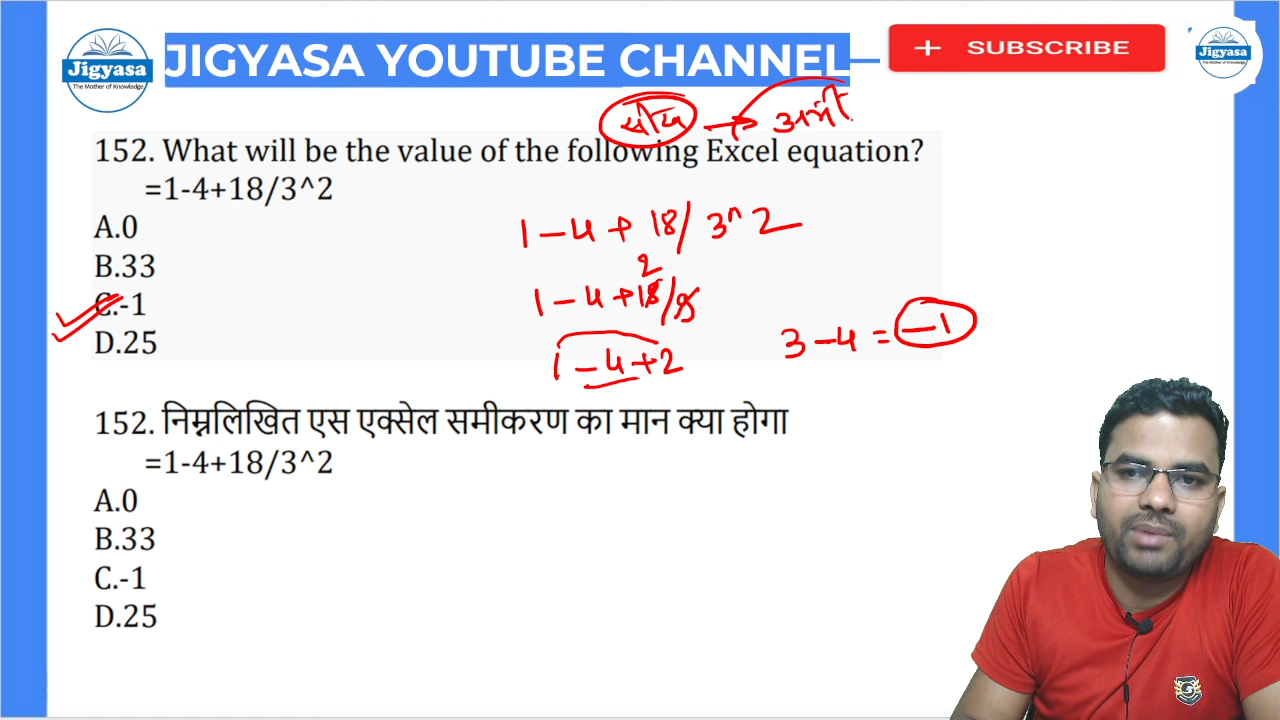 Jigyasa
The Mother of Knowledge
JIGYASA YOUTUBE CHANNEL
+ SUBSCRIBE
Jigyasa
The Mother of Knowledge
152. What will be the value of the following Excel equation?
=1-4+18/3^2
A.0
B.33
C.-1
D.25
1-4+18/3^2
2
1-4+18/9
1-4+2
3-4=-1
152. निम्नलिखित एस एक्सेल समीकरण का मान क्या होगा
=1-4+18/3^2
A.0
B.33
C.-1
D.25